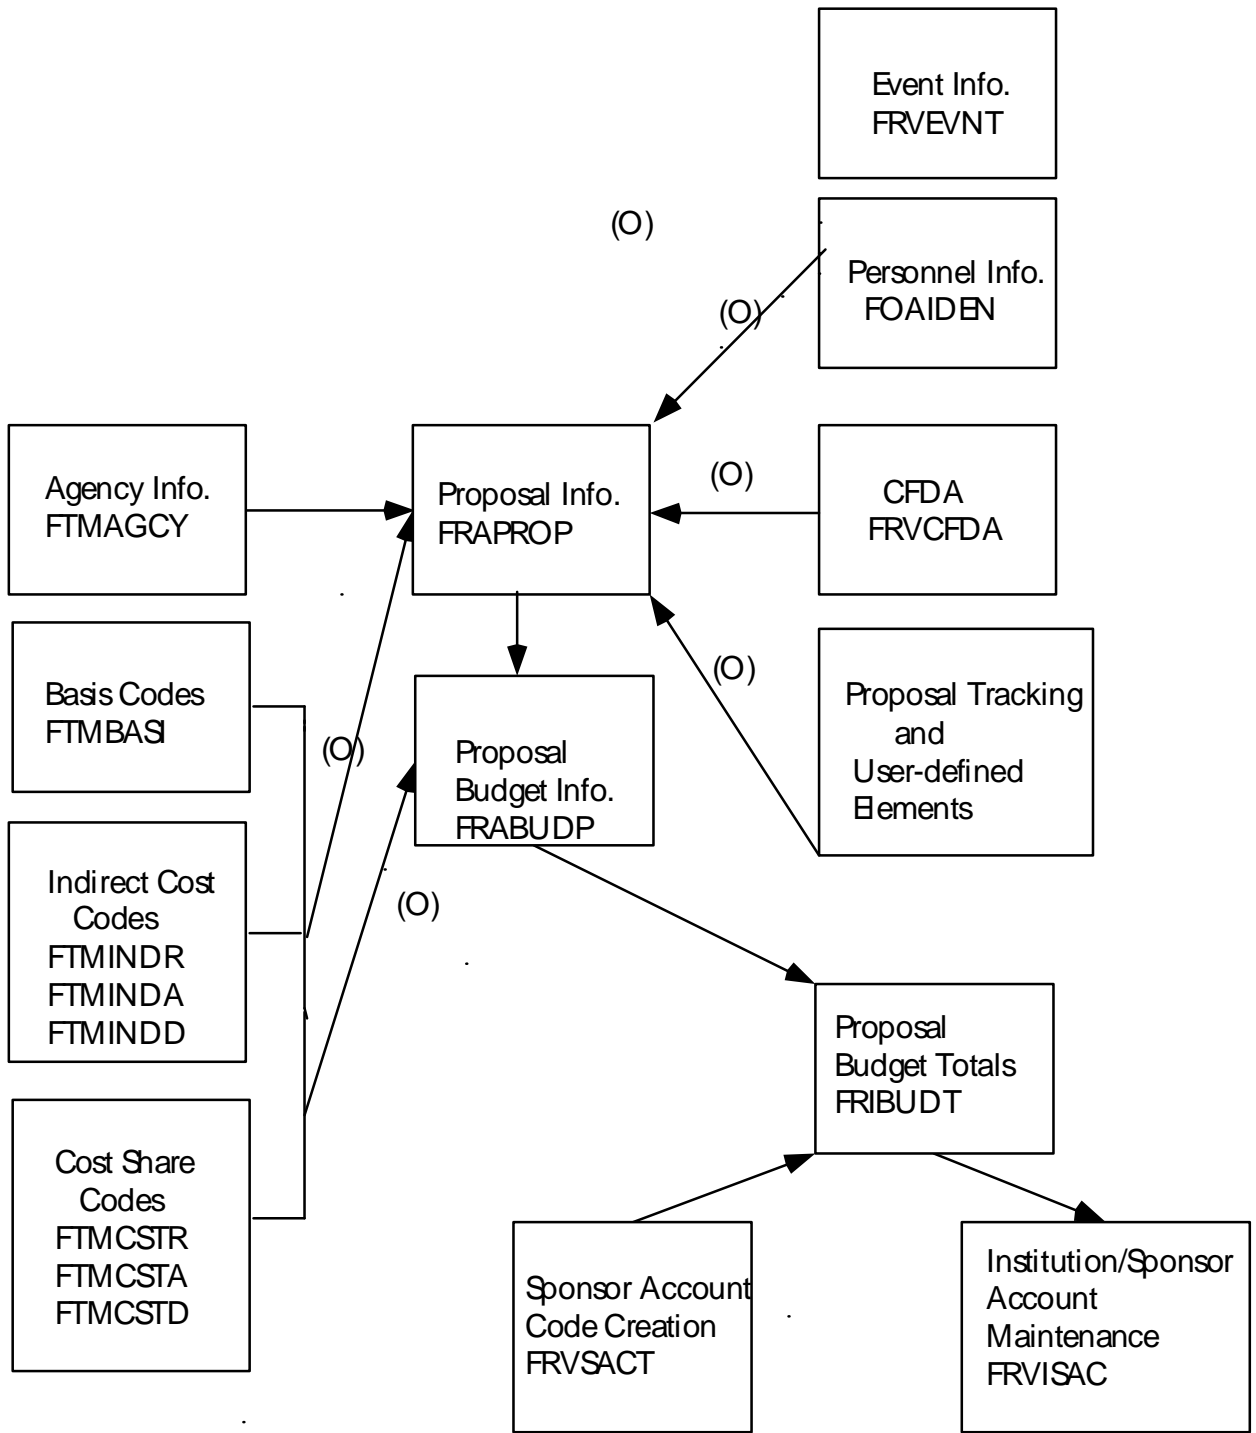 Event Info.
FRVEVNT
(O)
Personnel Info.
FOAIDEN
(O)
Agency Info.
FTMAGCY
Proposal Info.
FRAPROP
(O)
CFDA
FRVCFDA
Basis Codes
FTMBASI
(O)
Proposal
Budget Info.
FRABUDP
(O)
Proposal Tracking
and
User-defined
Elements
Indirect Cost
Codes
FTMINDR
FTMINDA
FTMINDD
(O)
Proposal
Budget Totals
FRIBUDT
Cost Share
Codes
FTMCSTR
FTMCSTA
FTMCSTD
Sponsor Account
Code Creation
FRVSACT
Institution/Sponsor
Account
Maintenance
FRVISAC